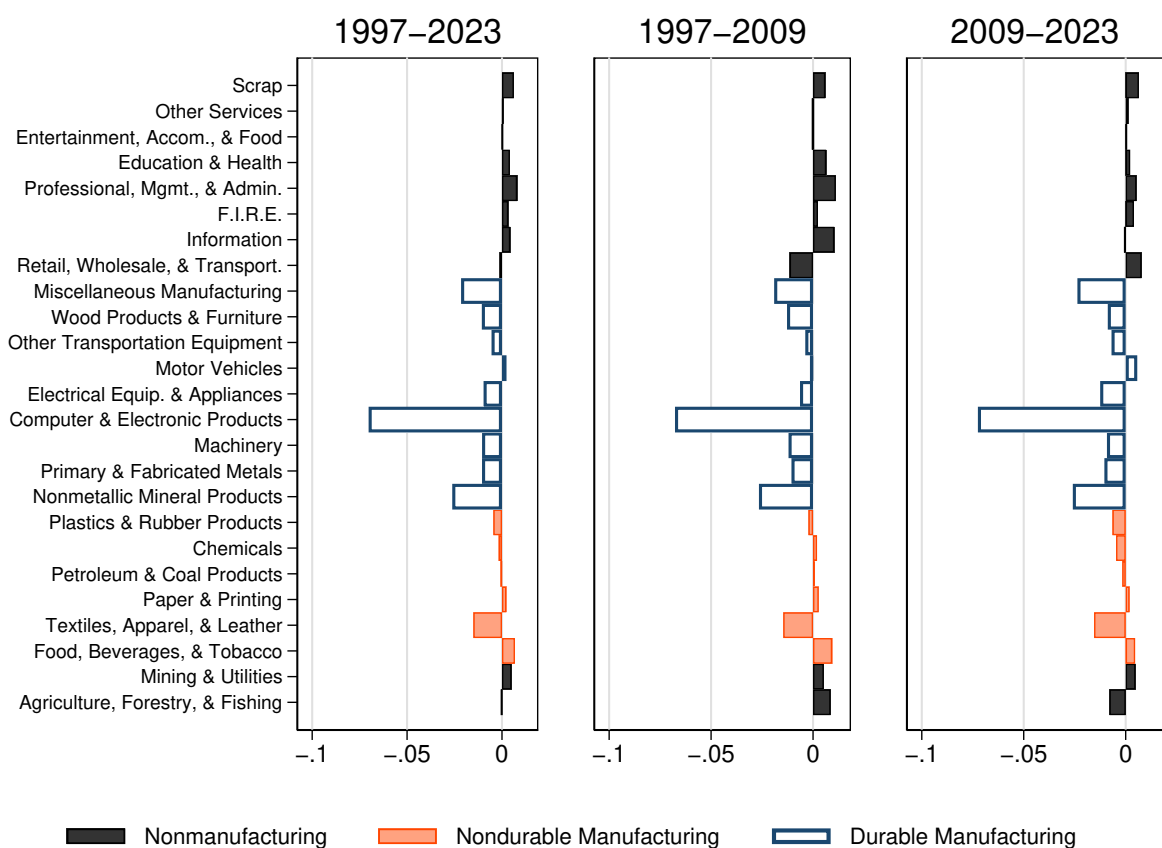 1997−2023
1997−2009
2009−2023
Scrap
Other Services
Entertainment, Accom., & Food
Education & Health
Professional, Mgmt., & Admin.
F.I.R.E.
Information
Retail, Wholesale, & Transport.
Miscellaneous Manufacturing
Wood Products & Furniture
Other Transportation Equipment
Motor Vehicles
Electrical Equip. & Appliances
Computer & Electronic Products
Machinery
Primary & Fabricated Metals
Nonmetallic Mineral Products
Plastics & Rubber Products
Chemicals
Petroleum & Coal Products
Paper & Printing
Textiles, Apparel, & Leather
Food, Beverages, & Tobacco
Mining & Utilities
Agriculture, Forestry, & Fishing
−.1 −.05 0
−.1 −.05 0
−.1 −.05 0
Nonmanufacturing
Nondurable Manufacturing
Durable Manufacturing